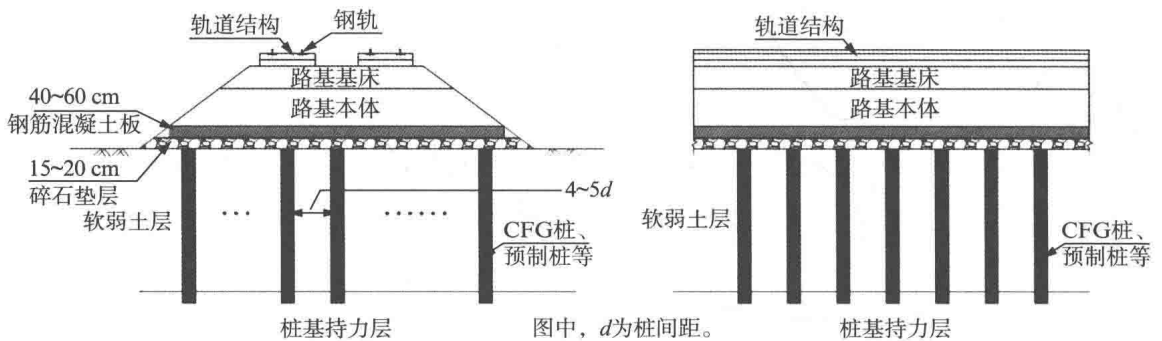 轨道结构
钢轨
路基基床
路基本体
40~60 cm
钢筋混凝土板
15~20 cm
碎石垫层
软弱土层
4~5d
CFG桩、
预制桩等
桩基持力层
轨道结构
路基基床
路基本体
软弱土层
CFG桩、
预制桩等
桩基持力层
图中，d为桩间距。